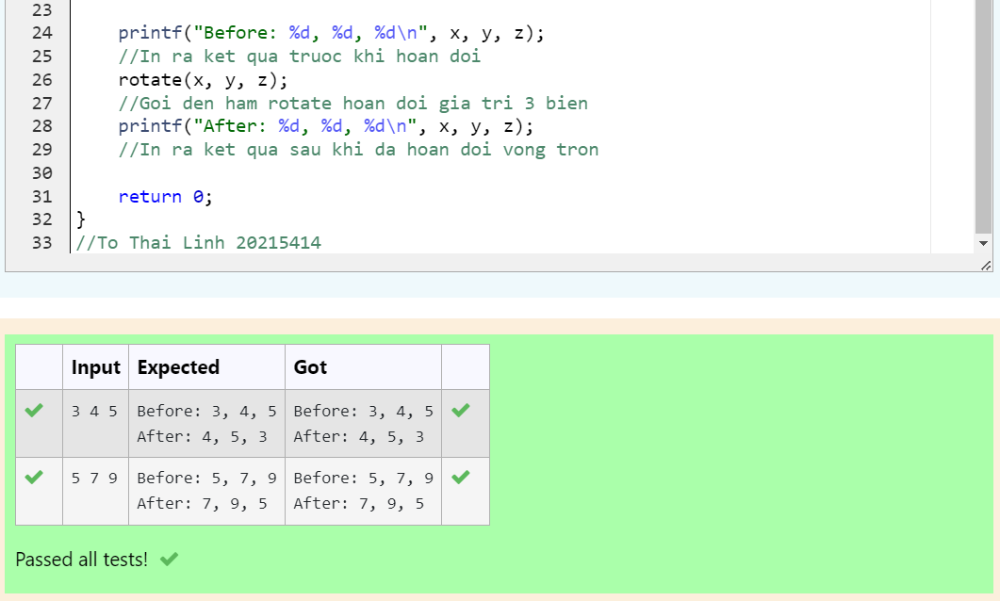 23
24 printf("Before: %d, %d, %d\n", x, y, z);
25 //In ra ket qua truoc khi hoan doi
26 rotate(x, y, z);
27 //Goi den ham rotate hoan doi gia tri 3 bien
28 printf("After: %d, %d, %d\n", x, y, z);
29 //In ra ket qua sau khi da hoan doi vong tron
30
31 return 0;
32 }
33 //To Thai Linh 20215414
Input Expected Got
3 4 5 Before: 3, 4, 5 Before: 3, 4, 5
After: 4, 5, 3 After: 4, 5, 3
5 7 9 Before: 5, 7, 9 Before: 5, 7, 9
After: 7, 9, 5 After: 7, 9, 5
Passed all tests!